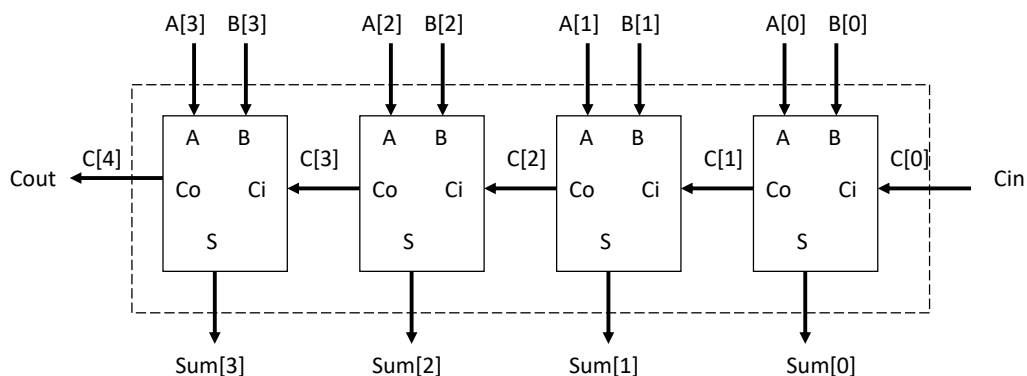 A[3] B[3] A[2] B[2] A[1] B[1] A[0] B[0]
A B A B A B A B
C[4] C[3] C[2] C[1] C[0]
Cout Co Ci Co Ci Co Ci Co Ci Cin
S S S S
Sum[3] Sum[2] Sum[1] Sum[0]